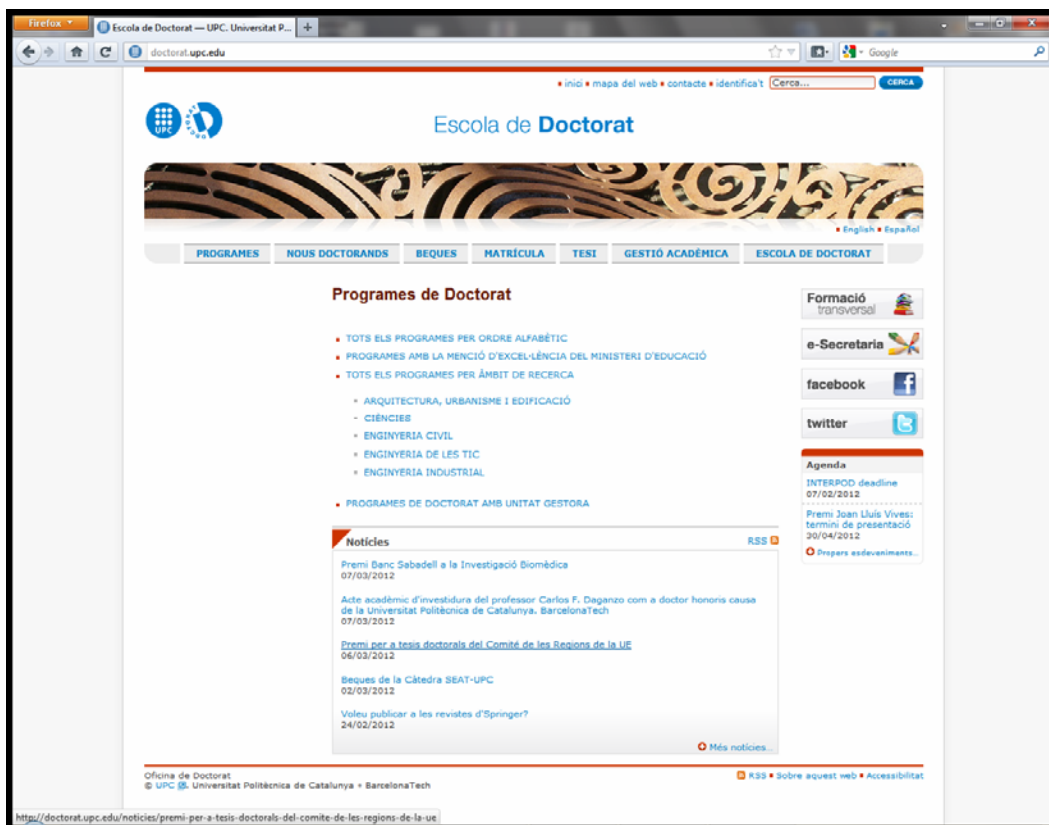 Firefox
Escola de Doctorat — UPC. Universitat P...
doctorat.upc.edu
Google
inici mapa del web contacte identifica't Cerca... CERCA
UPC
Escola de Doctorat
English Español
PROGRAMES NOUS DOCTORANDS BEQUES MATRÍCULA TESI GESTIÓ ACADÈMICA ESCOLA DE DOCTORAT
Programes de Doctorat
TOTS ELS PROGRAMES PER ORDRE ALFABÈTIC
PROGRAMES AMB LA MENCIÓ D'EXCEL·LÈNCIA DEL MINISTERI D'EDUCACIÓ
TOTS ELS PROGRAMES PER ÀMBIT DE RECERCA
ARQUITECTURA, URBANISME I EDIFICACIÓ
CIÈNCIES
ENGINYERIA CIVIL
ENGINYERIA DE LES TIC
ENGINYERIA INDUSTRIAL
PROGRAMES DE DOCTORAT AMB UNITAT GESTORA
Notícies
RSS
Premi Banc Sabadell a la Investigació Biomèdica
07/03/2012
Acte acadèmic d'investidura del professor Carlos F. Daganzo com a doctor honoris causa
de la Universitat Politècnica de Catalunya. BarcelonaTech
07/03/2012
Premi per a tesis doctorals del Comité de les Regions de la UE
06/03/2012
Beques de la Càtedra SEAT-UPC
02/03/2012
Voleu publicar a les revistes d'Springer?
24/02/2012
Més notícies...
Formació
transversal
e-Secretaria
facebook
twitter
Agenda
INTERPOD deadline
07/02/2012
Premi Joan Lluís Vives:
termini de presentació
30/04/2012
Propers esdeveniments...
Oficina de Doctorat
© UPC . Universitat Politècnica de Catalunya + BarcelonaTech
RSS Sobre aquest web Accessibilitat
http://doctorat.upc.edu/noticies/premi-per-a-tesis-doctorals-del-comite-de-les-regions-de-la-ue